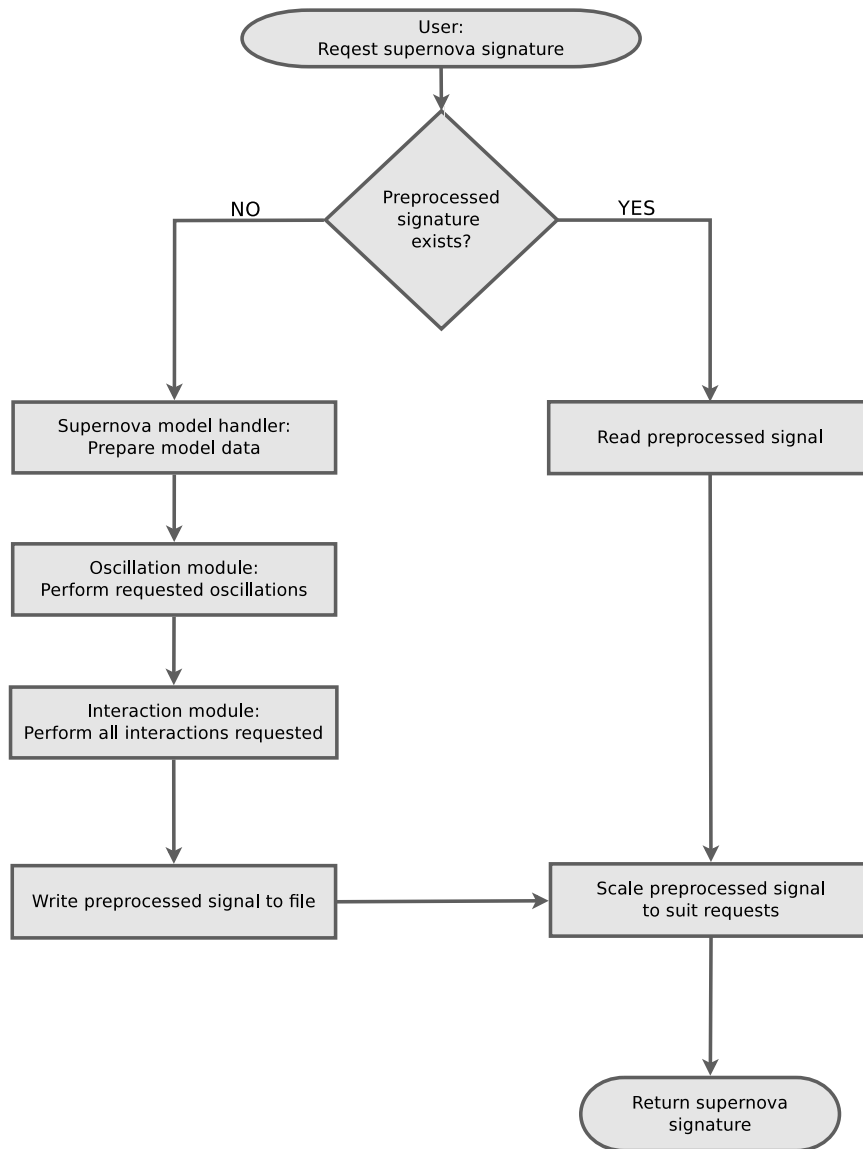 User:
Reqest supernova signature
Preprocessed
signature
exists?
NO
YES
Supernova model handler:
Prepare model data
Read preprocessed signal
Oscillation module:
Perform requested oscillations
Interaction module:
Perform all interactions requested
Write preprocessed signal to file
Scale preprocessed signal
to suit requests
Return supernova
signature